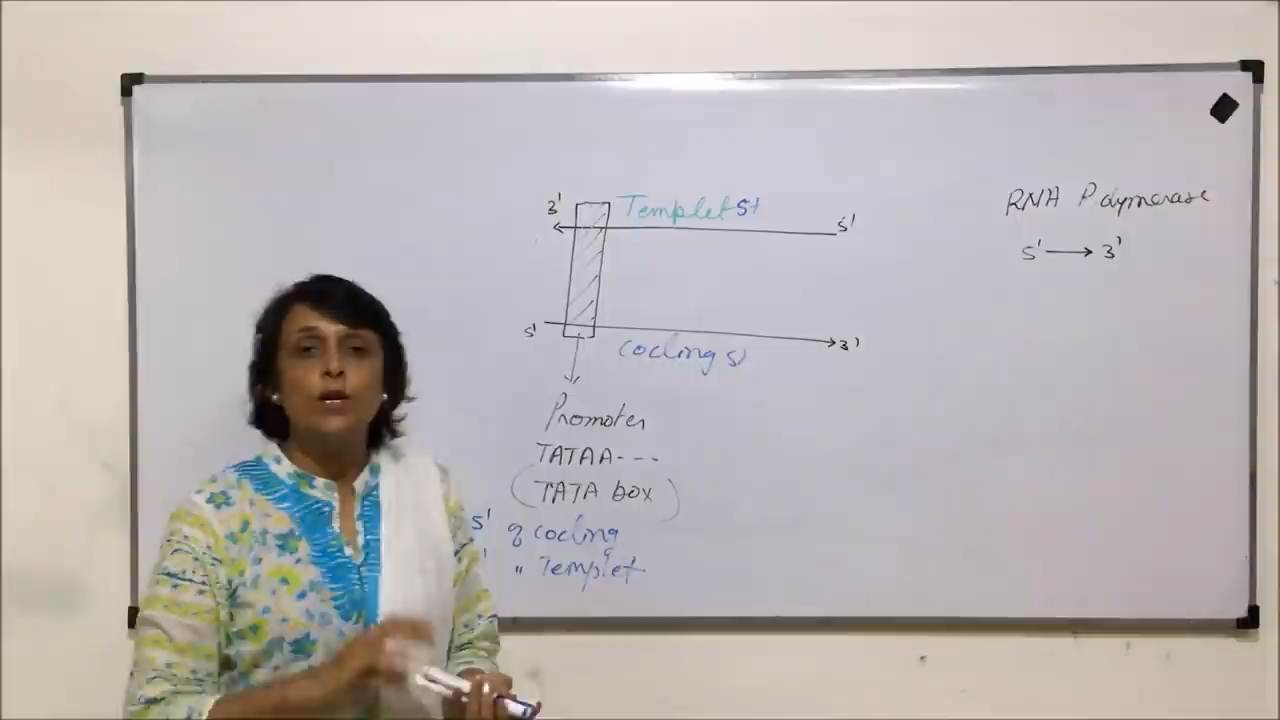 3' Templet St 5'
RNA Polymerase
5' → 3'
5' 3'
Coding S)
Promoter
TATAA---
(TATA box)
5' of coding
' " Templet